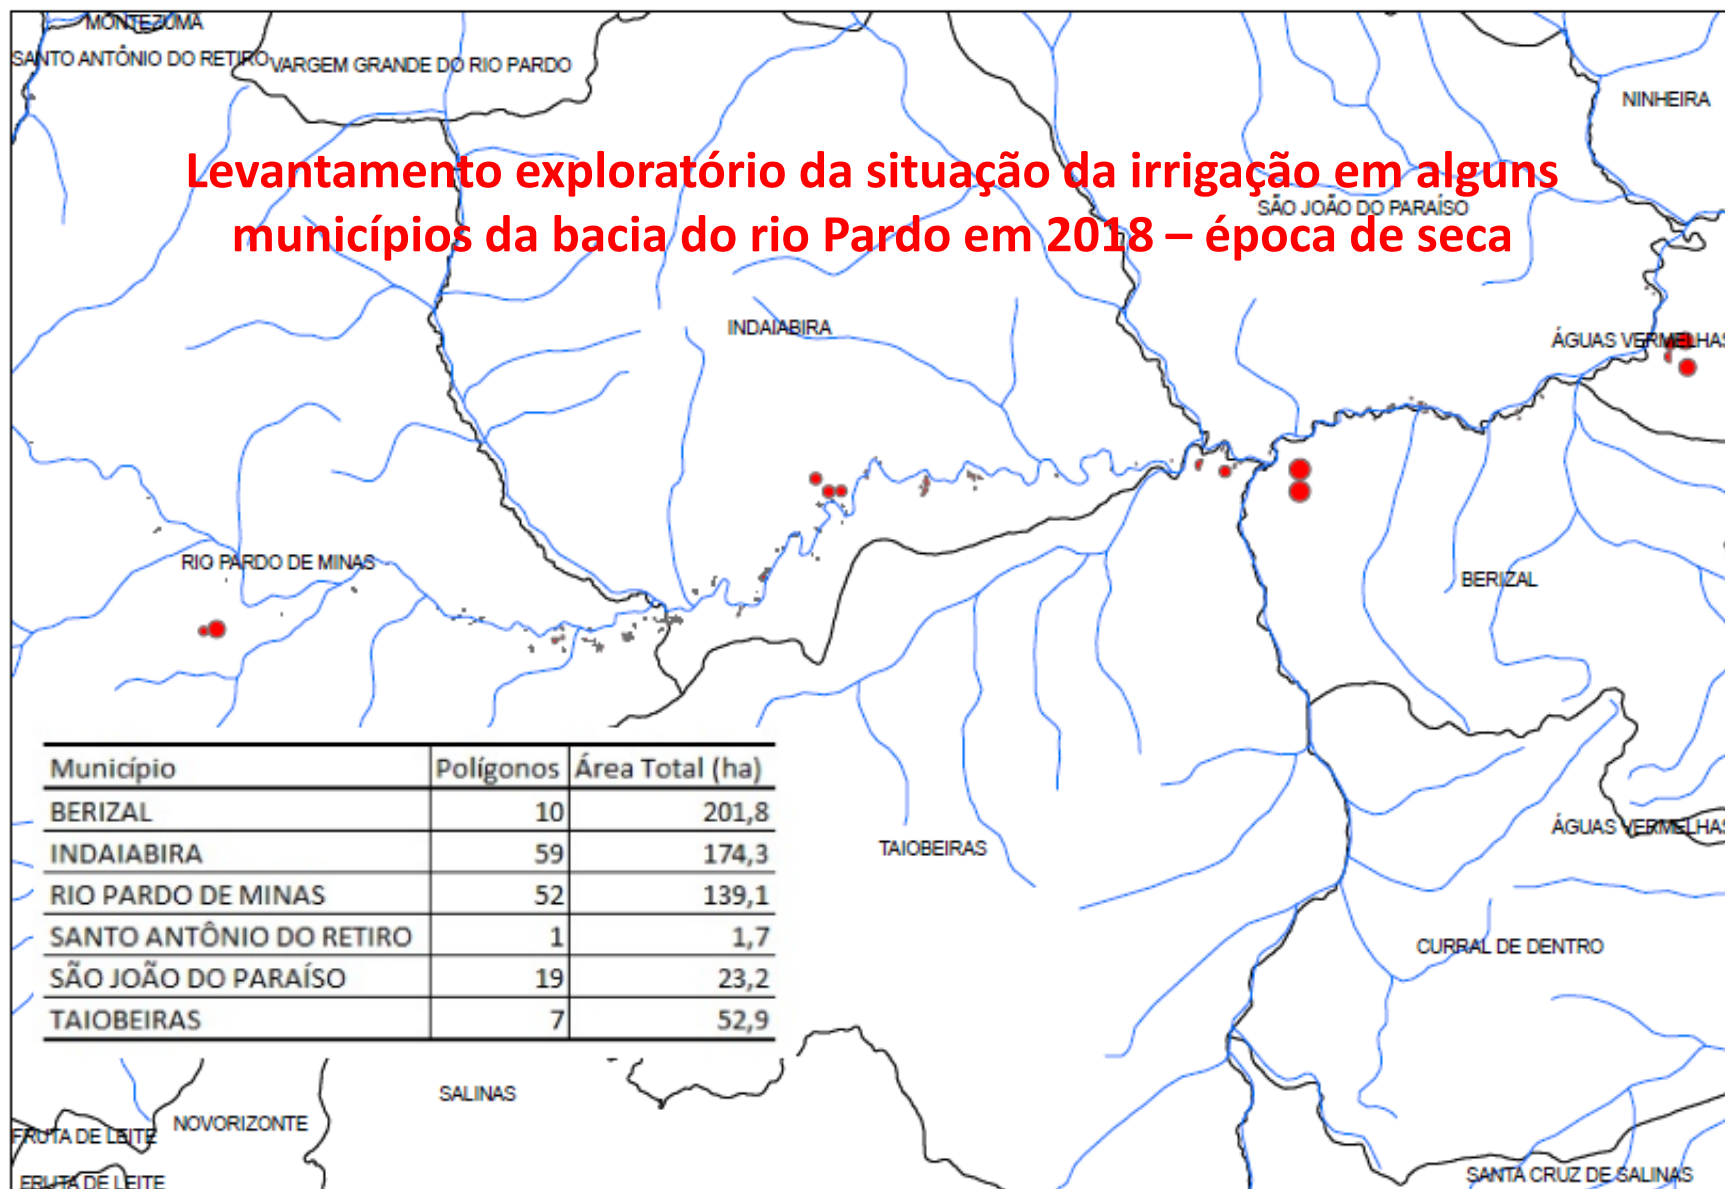 MONTEZUMA
SANTO ANTÔNIO DO RETIRO
VARGEM GRANDE DO RIO PARDO
NINHEIRA
Levantamento exploratório da situação da irrigação em alguns
municípios da bacia do rio Pardo em 2018 – época de seca
SÃO JOÃO DO PARAÍSO
INDAIABIRA
ÁGUAS VERMELHAS
RIO PARDO DE MINAS
BERIZAL
Município Polígonos Área Total (ha)
BERIZAL 10 201,8
INDAIABIRA 59 174,3
RIO PARDO DE MINAS 52 139,1
SANTO ANTÔNIO DO RETIRO 1 1,7
SÃO JOÃO DO PARAÍSO 19 23,2
TAIOBEIRAS 7 52,9
ÁGUAS VERMELHAS
TAIOBEIRAS
CURRAL DE DENTRO
SALINAS
NOVORIZONTE
FRUTA DE LEITE
SANTA CRUZ DE SALINAS
FRUTA DE LEITE